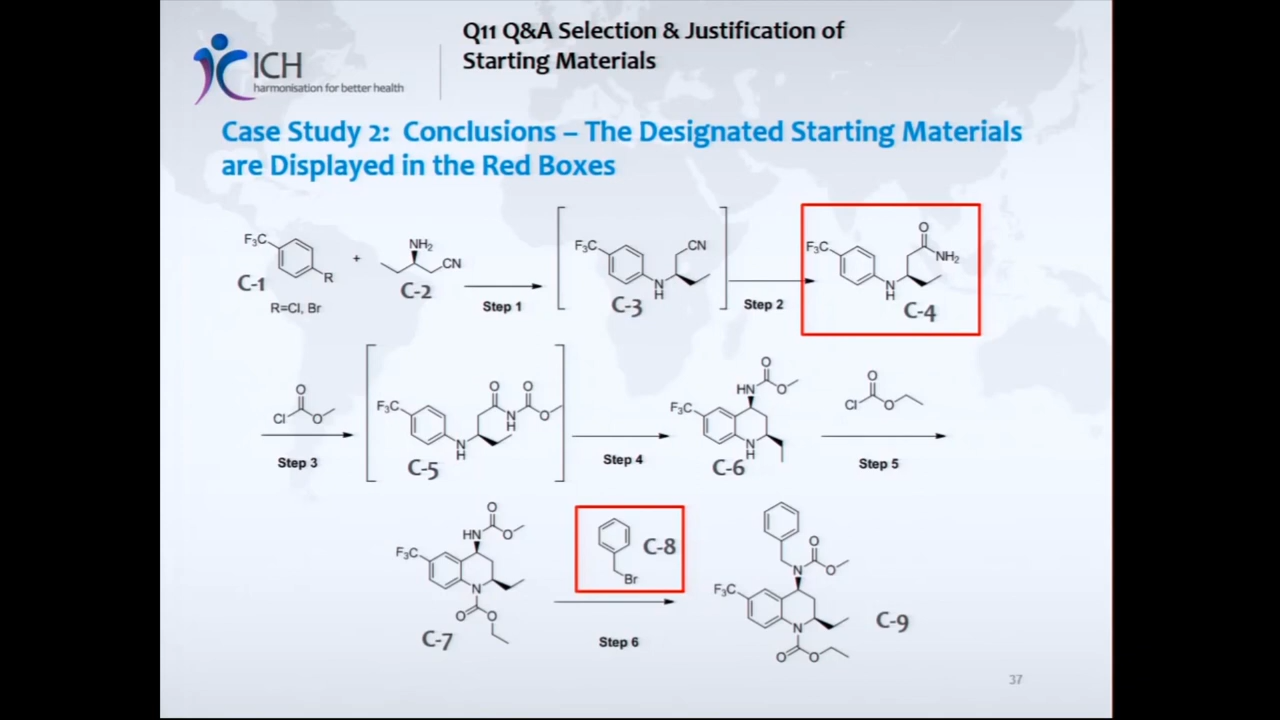 Q11 Q&A Selection & Justification of
Starting Materials
ICH
harmonisation for better health
Case Study 2: Conclusions – The Designated Starting Materials
are Displayed in the Red Boxes
F₃C
R
C-1
R=Cl, Br
+
NH₂
CN
C-2
Step 1
F₃C
CN
N
H
C-3
Step 2
F₃C
O
NH₂
N
H
C-4
O
Cl
O
Step 3
F₃C
O
O
N
H
O
N
H
C-5
Step 4
O
HN
O
F₃C
N
H
C-6
O
Cl
O
Step 5
O
HN
O
F₃C
N
O
O
C-7
C-8
Br
Step 6
O
N
O
F₃C
N
O
O
C-9
37